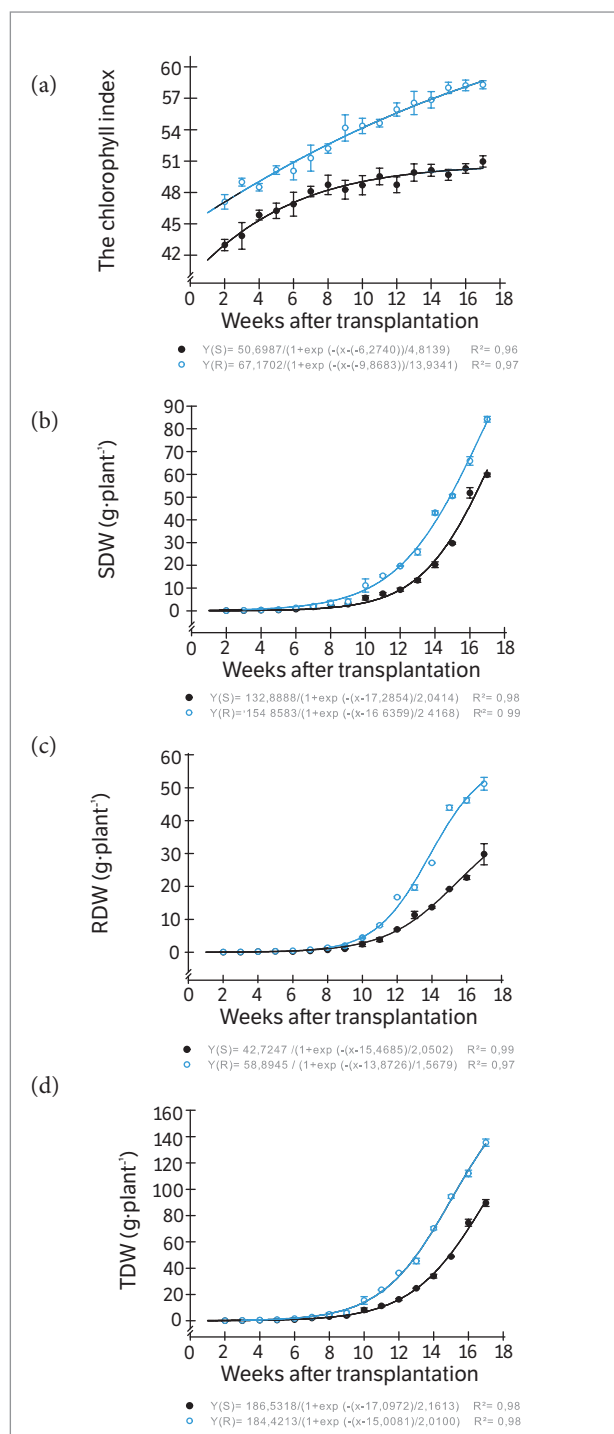 (a)
The chlorophyll index
60
57
54
51
48
45
42
0 2 4 6 8 10 12 14 16 18
Weeks after transplantation
Y(S)= 50,6987/(1+exp (-(x-(-6,2740))/4,8139) R²= 0,96
Y(R)= 67,1702/(1+exp (-(x-(-9,8683))/13,9341) R²= 0,97
(b)
SDW (g·plant⁻¹)
90
80
70
60
50
40
30
20
10
0
0 2 4 6 8 10 12 14 16 18
Weeks after transplantation
Y(S)= 132,8888/(1+exp (-(x-17,2854)/2,0414) R²= 0,98
Y(R)= 154 8583/(1+exp (-(x-16 6359)/2 4168) R²= 0 99
(c)
RDW (g·plant⁻¹)
60
50
40
30
20
10
0
0 2 4 6 8 10 12 14 16 18
Weeks after transplantation
Y(S)= 42,7247 /(1+exp (-(x-15,4685)/2,0502) R²= 0,99
Y(R)= 58,8945 / (1+exp (-(x-13,8726)/1,5679) R²= 0,97
(d)
TDW (g·plant⁻¹)
160
140
120
100
80
60
40
20
0
0 2 4 6 8 10 12 14 16 18
Weeks after transplantation
Y(S)= 186,5318/(1+exp (-(x-17,0972)/2,1613) R²= 0,98
Y(R)= 184,4213/(1+exp (-(x-15,0081)/2,0100) R²= 0,98